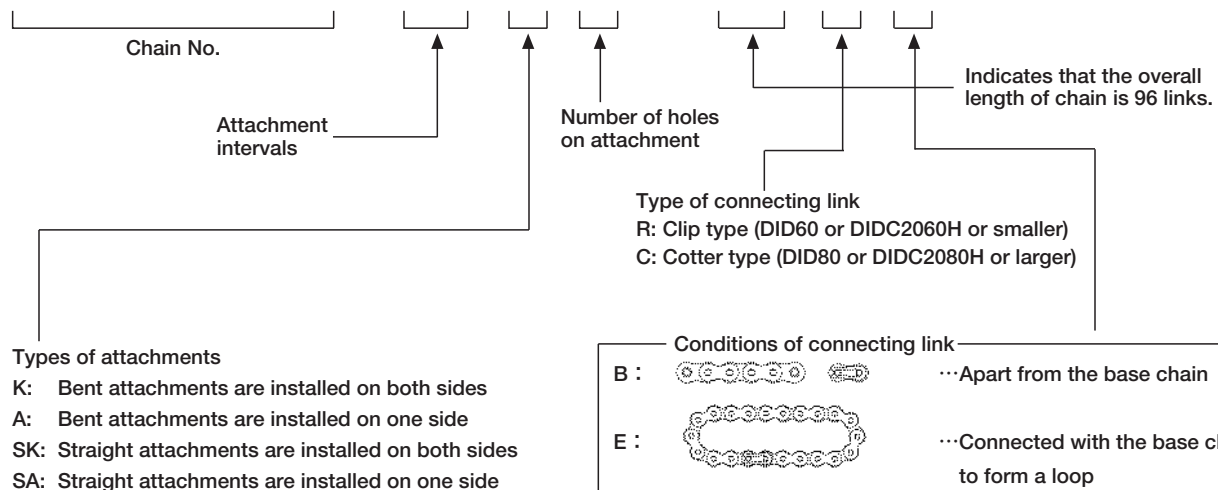 Chain No.
Indicates that the overall
length of chain is 96 links.
Number of holes
on attachment
Attachment
intervals
Type of connecting link
R: Clip type (DID60 or DIDC2060H or smaller)
C: Cotter type (DID80 or DIDC2080H or larger)
Types of attachments
K: Bent attachments are installed on both sides
A: Bent attachments are installed on one side
SK: Straight attachments are installed on both sides
SA: Straight attachments are installed on one side
Conditions of connecting link
B : …Apart from the base chain
E : …Connected with the base
to form a loop